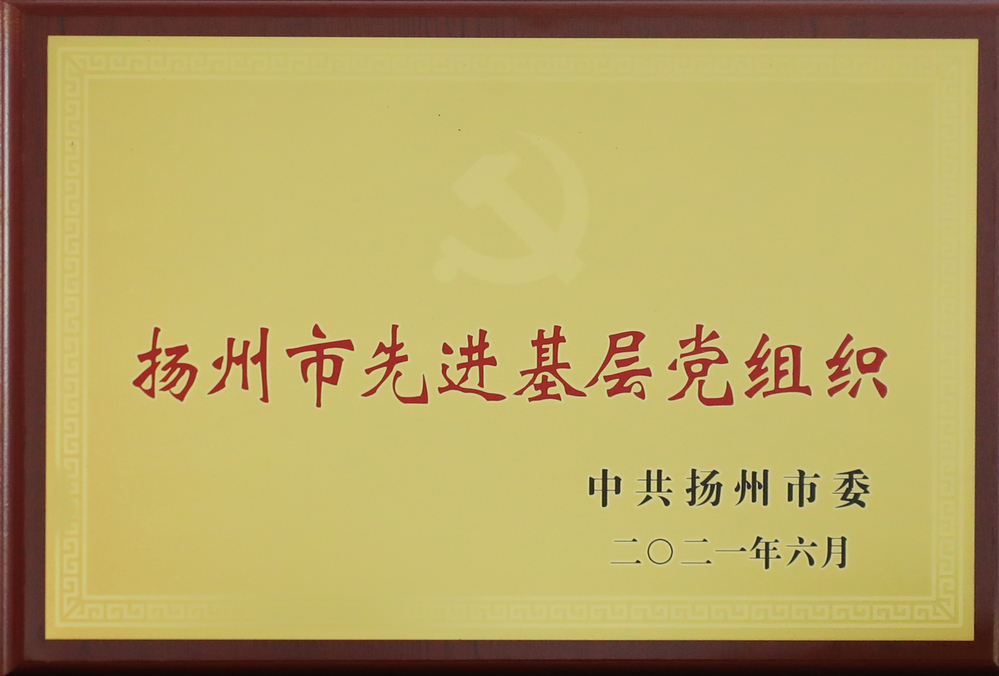 扬州市先进基层党组织
中共扬州市委
二〇二一年六月